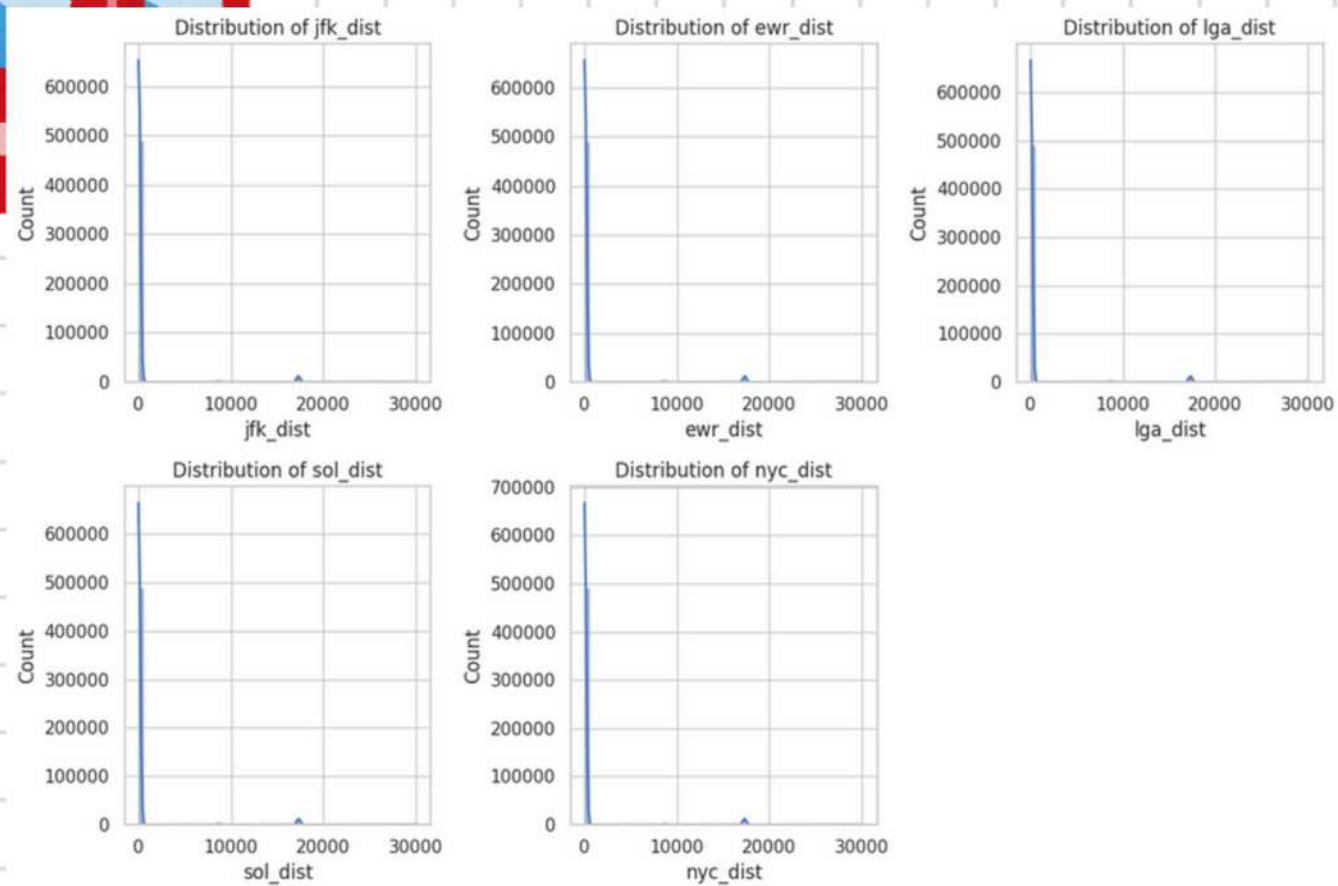 Distribution of jfk_dist
Distribution of ewr_dist
Distribution of lga_dist
600000
500000
400000
300000
200000
100000
0
Count
0 10000 20000 30000
jfk_dist
600000
500000
400000
300000
200000
100000
0
Count
0 10000 20000 30000
ewr_dist
600000
500000
400000
300000
200000
100000
0
Count
0 10000 20000 30000
lga_dist
Distribution of sol_dist
Distribution of nyc_dist
600000
500000
400000
300000
200000
100000
0
Count
0 10000 20000 30000
sol_dist
700000
600000
500000
400000
300000
200000
100000
0
Count
0 10000 20000 30000
nyc_dist